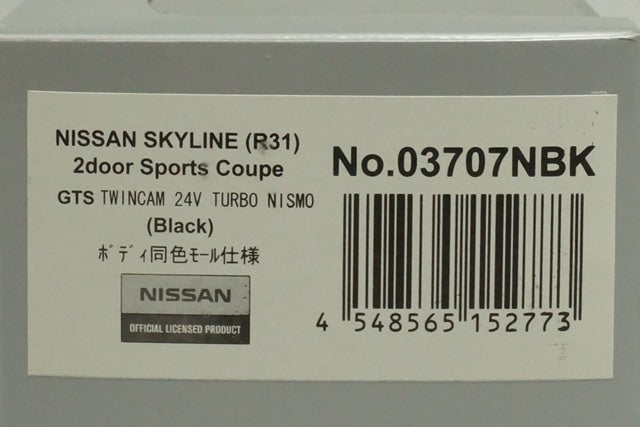 NISSAN SKYLINE (R31)
2door Sports Coupe
GTS TWINCAM 24V TURBO NISMO
(Black)
ﾎﾞﾃﾞｨ同色ﾓｰﾙ仕様
NISSAN
OFFICIAL LICENSED PRODUCT
No.03707NBK
4 548565 152773